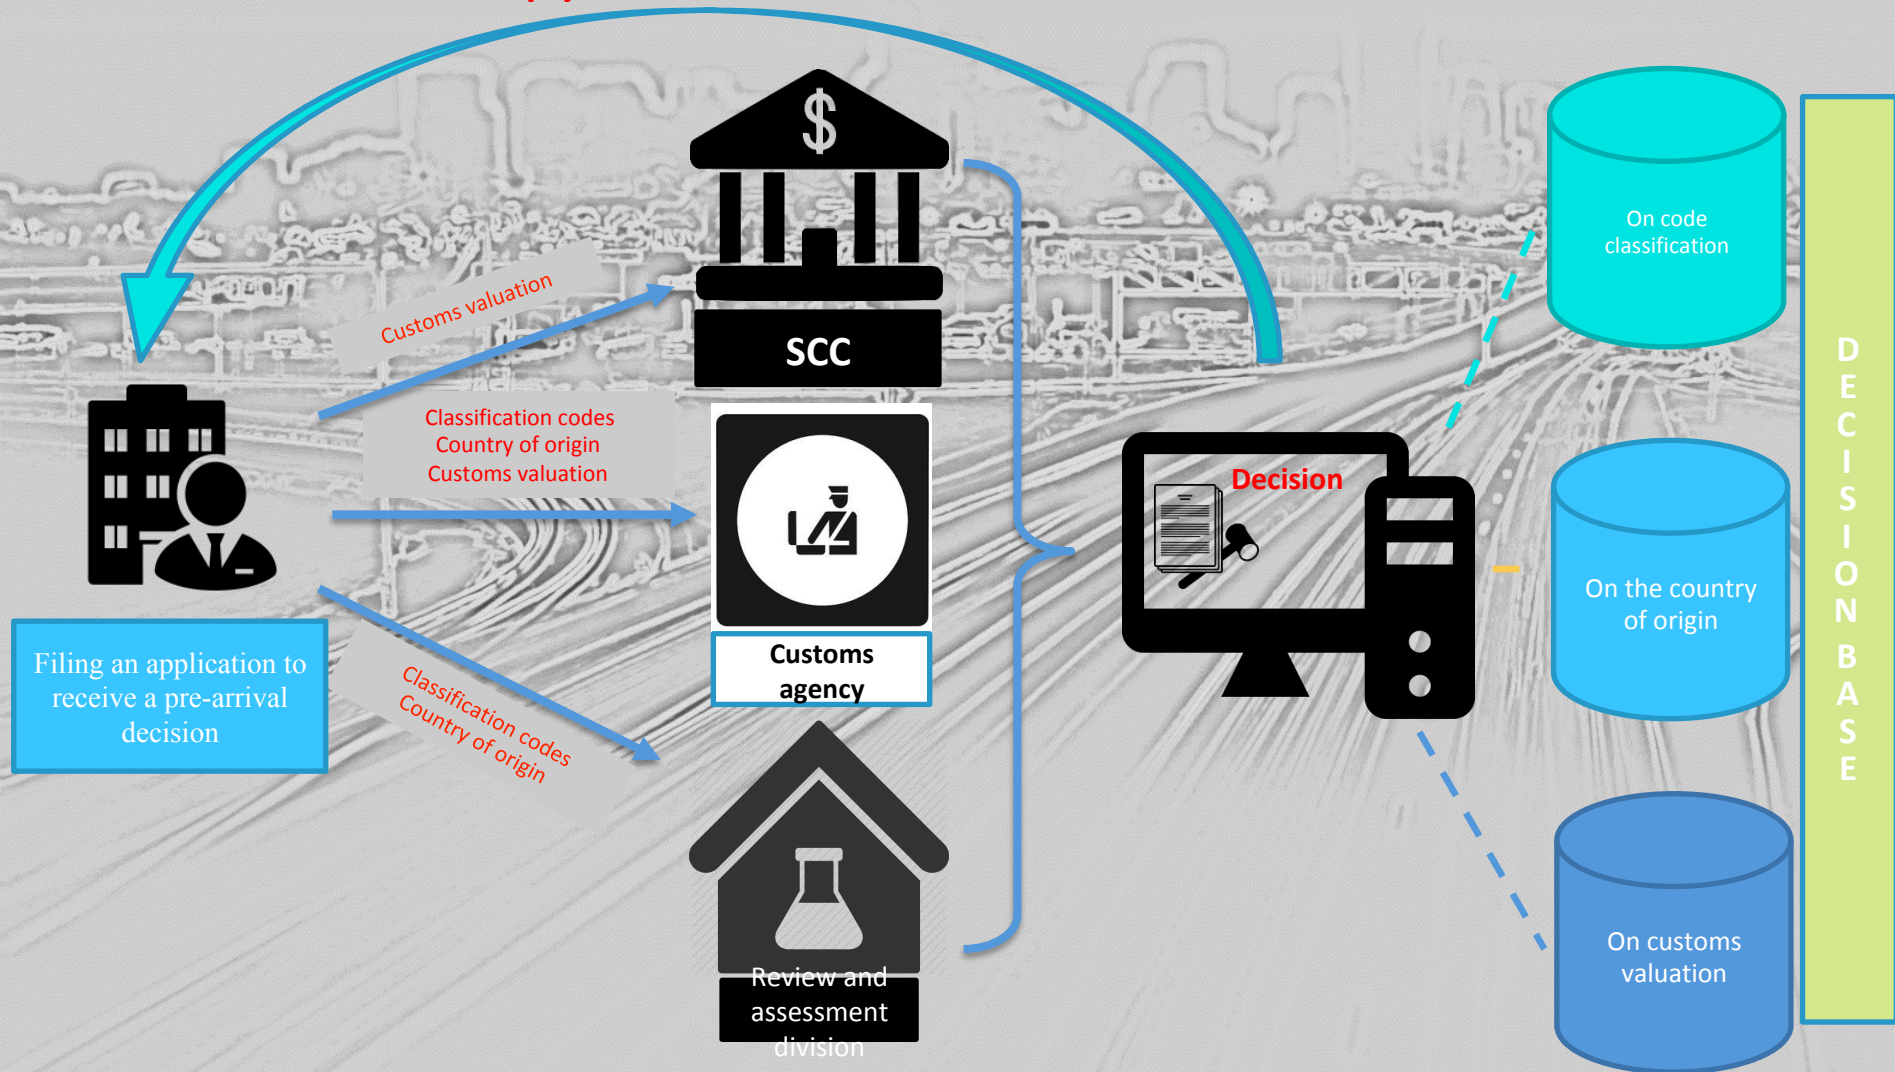 $
Customs valuation
SCC
Classification codes
Country of origin
Customs valuation
Customs
agency
Filing an application to
receive a pre-arrival
decision
Classification codes
Country of origin
Review and
assessment
division
Decision
On code
classification
On the country
of origin
On customs
valuation
D
E
C
I
S
I
O
N
B
A
S
E